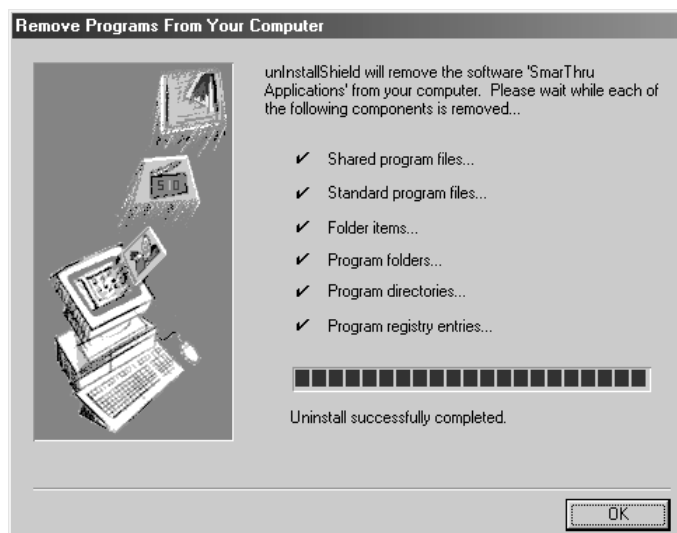 Remove Programs From Your Computer
unInstallShield will remove the software 'SmarThru
Applications' from your computer.  Please wait while each of
the following components is removed...
✔ Shared program files...
✔ Standard program files...
✔ Folder items...
✔ Program folders...
✔ Program directories...
✔ Program registry entries...
Uninstall successfully completed.
OK